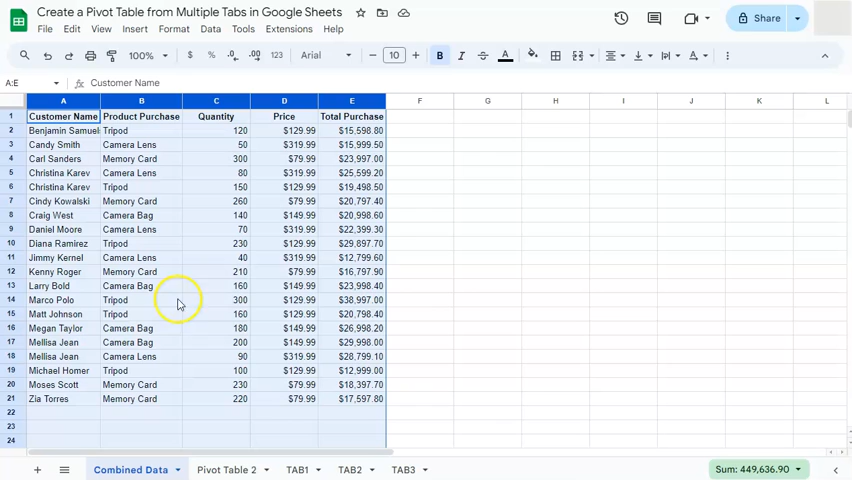 Create a Pivot Table from Multiple Tabs in Google Sheets
File Edit View Insert Format Data Tools Extensions Help
Share
100% $ % .0 .00 123 Arial 10 B I A
A:E fx Customer Name
A B C D E F G H I J K L
1 Customer Name Product Purchase Quantity Price Total Purchase
2 Benjamin Samuel Tripod 120 $129.99 $15,598.80
3 Candy Smith Camera Lens 50 $319.99 $15,999.50
4 Carl Sanders Memory Card 300 $79.99 $23,997.00
5 Christina Karev Camera Lens 80 $319.99 $25,599.20
6 Christina Karev Tripod 150 $129.99 $19,498.50
7 Cindy Kowalski Memory Card 260 $79.99 $20,797.40
8 Craig West Camera Bag 140 $149.99 $20,998.60
9 Daniel Moore Camera Lens 70 $319.99 $22,399.30
10 Diana Ramirez Tripod 230 $129.99 $29,897.70
11 Jimmy Kernel Camera Lens 40 $319.99 $12,799.60
12 Kenny Roger Memory Card 210 $79.99 $16,797.90
13 Larry Bold Camera Bag 160 $149.99 $23,998.40
14 Marco Polo Tripod 300 $129.99 $38,997.00
15 Matt Johnson Tripod 160 $129.99 $20,798.40
16 Megan Taylor Camera Bag 180 $149.99 $26,998.20
17 Mellisa Jean Camera Bag 200 $149.99 $29,998.00
18 Mellisa Jean Camera Lens 90 $319.99 $28,799.10
19 Michael Homer Tripod 100 $129.99 $12,999.00
20 Moses Scott Memory Card 230 $79.99 $18,397.70
21 Zia Torres Memory Card 220 $79.99 $17,597.80
22
23
24
Combined Data Pivot Table 2 TAB1 TAB2 TAB3 Sum: 449,636.90